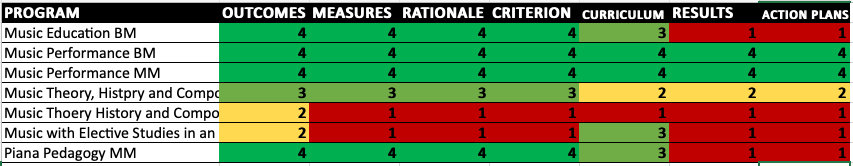 PROGRAM OUTCOMES MEASURES RATIONALE CRITERION CURRICULUM RESULTS ACTION PLANS
Music Education BM 4 4 4 4 3 1 1
Music Performance BM 4 4 4 4 4 4 4
Music Performance MM 4 4 4 4 4 4 4
Music Theory, Histpry and Compo 3 3 3 3 2 2 2
Music Thoery History and Compo 2 1 1 1 1 1 1
Music with Elective Studies in an 2 1 1 1 3 1 1
Piana Pedagogy MM 4 4 4 4 3 1 1